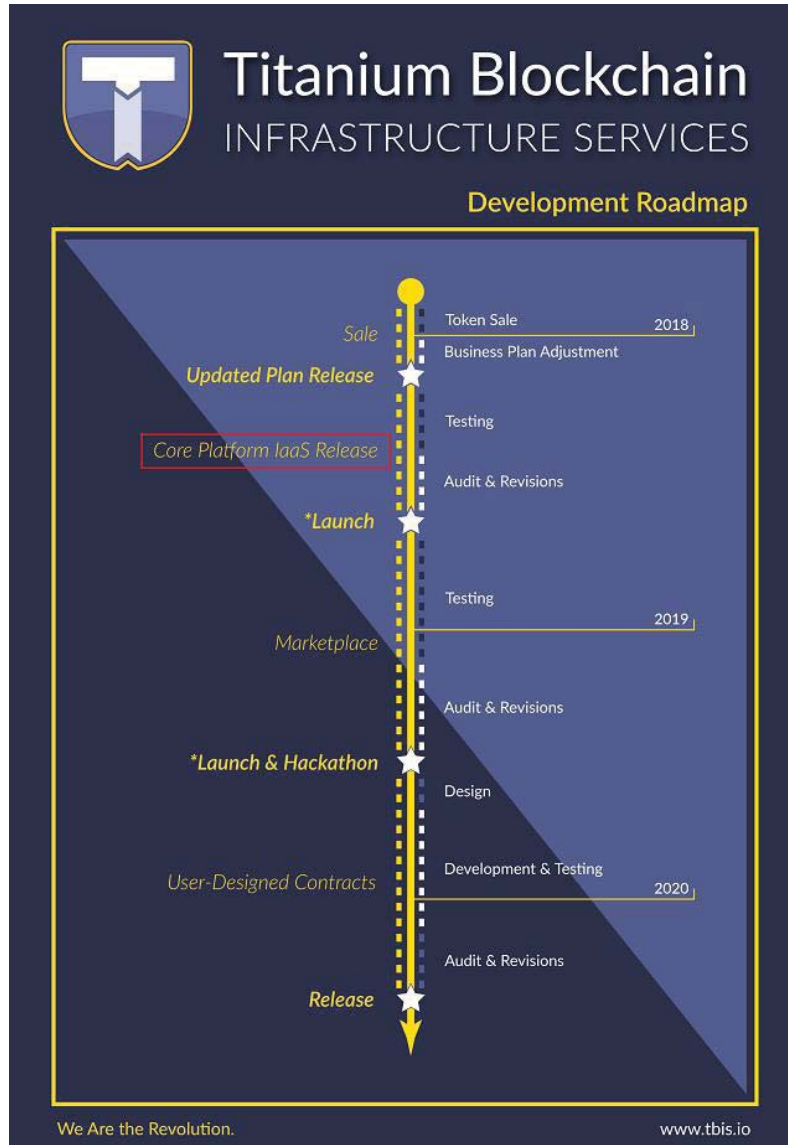 Titanium Blockchain
INFRASTRUCTURE SERVICES
Development Roadmap
Token Sale
2018
Sale
Business Plan Adjustment
Updated Plan Release
Testing
Core Platform IaaS Release
Audit & Revisions
*Launch
Testing
2019
Marketplace
Audit & Revisions
*Launch & Hackathon
Design
Development & Testing
User-Designed Contracts
2020
Audit & Revisions
Release
We Are the Revolution.
www.tbis.io